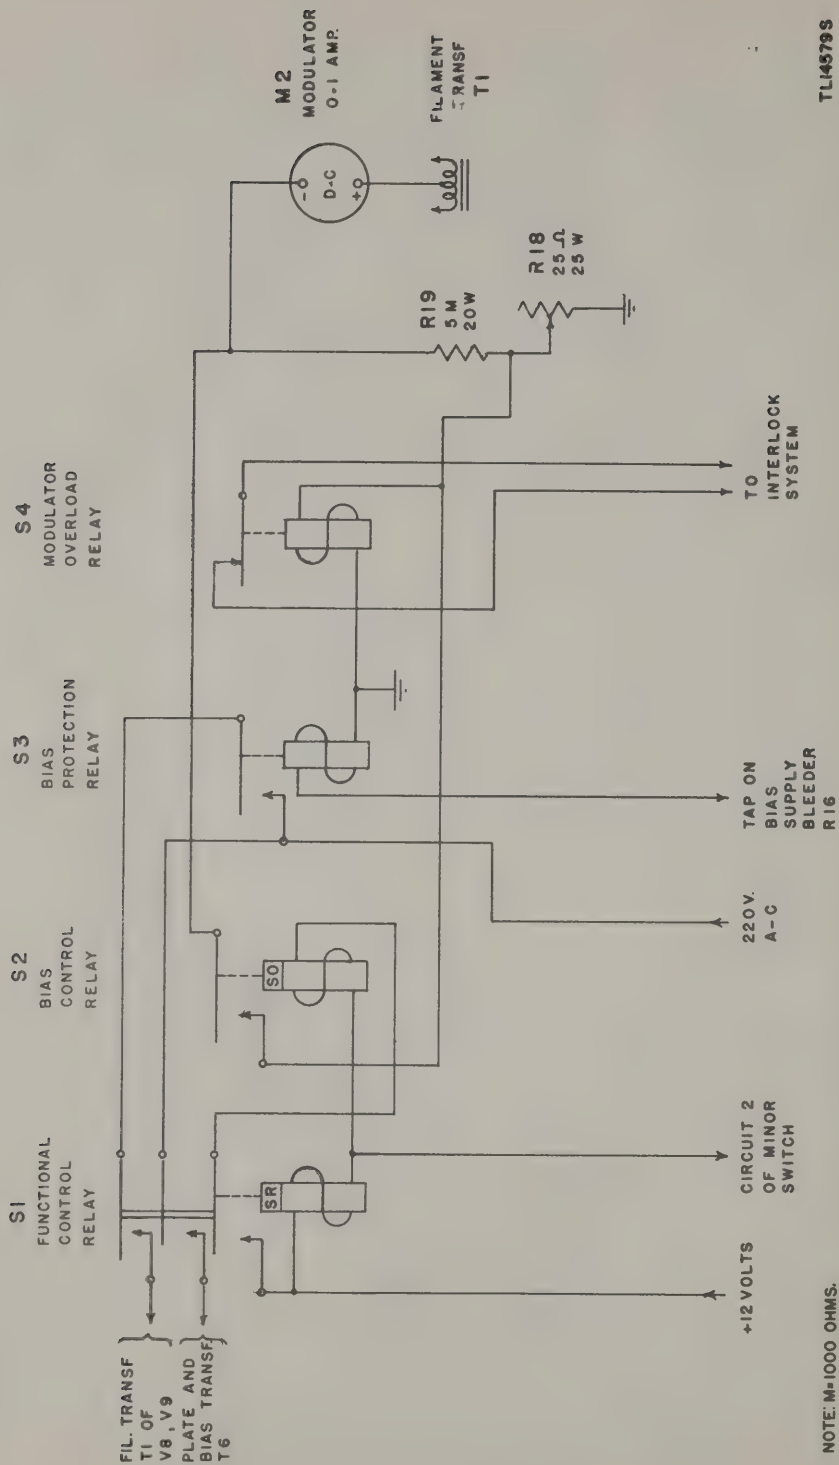 S1
FUNCTIONAL
CONTROL
RELAY
S2
BIAS
CONTROL
RELAY
S3
BIAS
PROTECTION
RELAY
S4
MODULATOR
OVERLOAD
RELAY
M2
MODULATOR
0-1 AMP.
-
D-C
+
FILAMENT
TRANSF
T1
FIL. TRANSF
T1 OF
V8, V9
PLATE AND
BIAS TRANSF
T6
SR
SO
R19
5 M
20W
R18
25 Ω
25 W
+12 VOLTS
CIRCUIT 2
OF MINOR
SWITCH
220V.
A-C
TAP ON
BIAS
SUPPLY
BLEEDER
R16
TO
INTERLOCK
SYSTEM
NOTE: M=1000 OHMS.
TL14579S